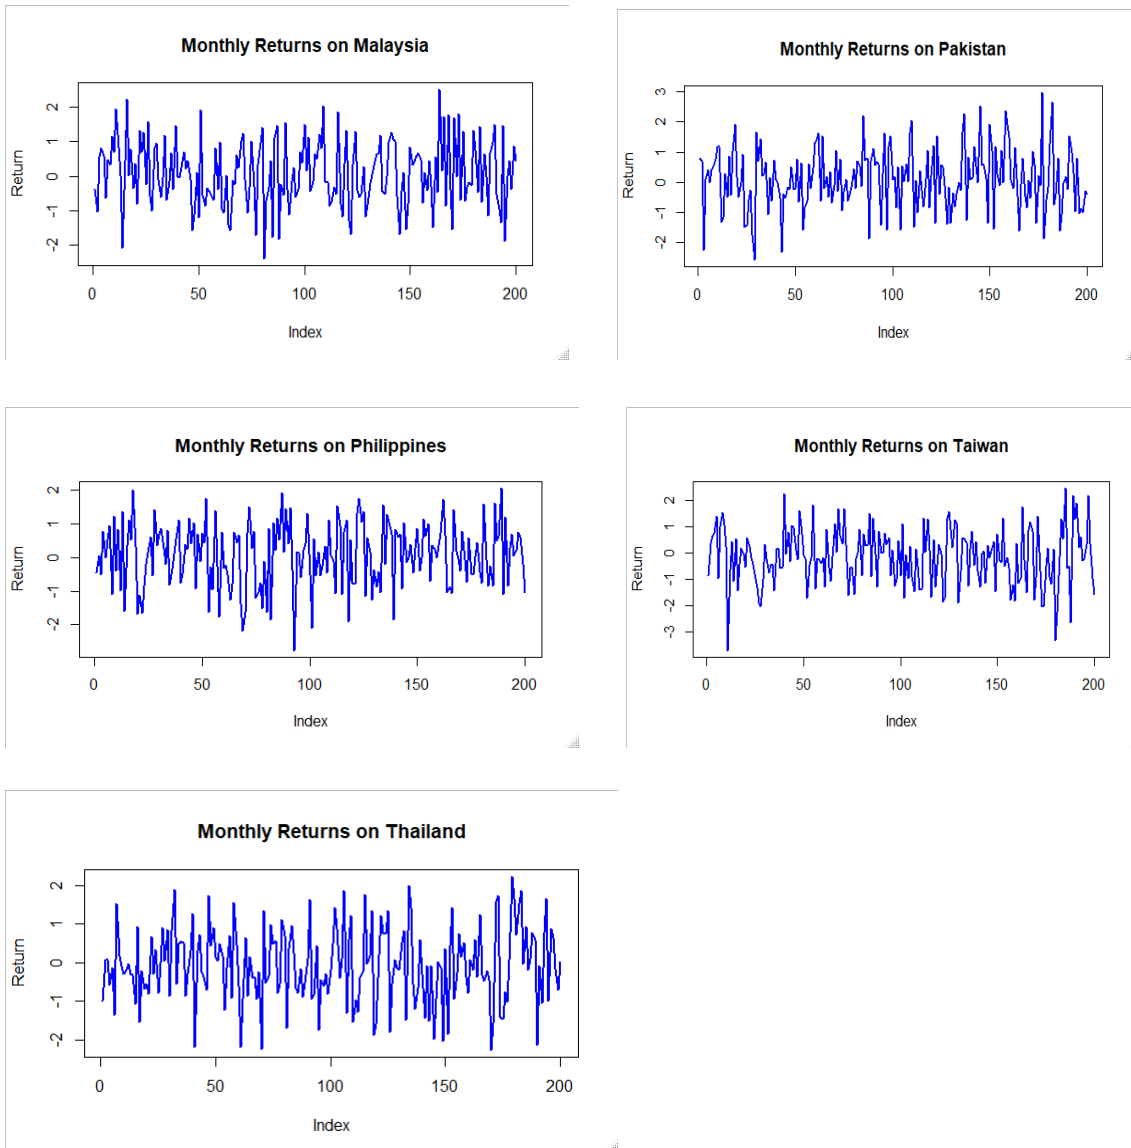 Monthly Returns on Malaysia
Return
2
1
0
-1
-2
0 50 100 150 200
Index
Monthly Returns on Pakistan
Return
3
2
1
0
-1
-2
0 50 100 150 200
Index
Monthly Returns on Philippines
Return
2
1
0
-1
-2
0 50 100 150 200
Index
Monthly Returns on Taiwan
Return
2
1
0
-1
-2
-3
0 50 100 150 200
Index
Monthly Returns on Thailand
Return
2
1
0
-1
-2
0 50 100 150 200
Index